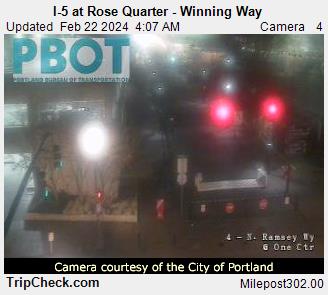 I-5 at Rose Quarter - Winning Way
Updated Feb 22 2024 4:07 AM Camera 4
PBOT
PORTLAND BUREAU OF TRANSPORTATION
4 - N. Ramsey Wy
@ One Ctr
Camera courtesy of the City of Portland
TripCheck.com Milepost302.00